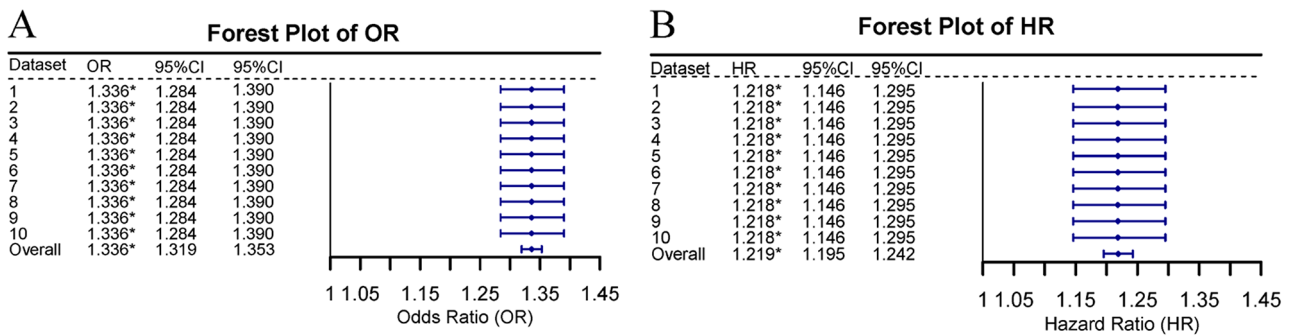 A
Forest Plot of OR
Dataset OR 95%CI 95%CI
1 1.336* 1.284 1.390
2 1.336* 1.284 1.390
3 1.336* 1.284 1.390
4 1.336* 1.284 1.390
5 1.336* 1.284 1.390
6 1.336* 1.284 1.390
7 1.336* 1.284 1.390
8 1.336* 1.284 1.390
9 1.336* 1.284 1.390
10 1.336* 1.284 1.390
Overall 1.336* 1.319 1.353
1 1.05 1.15 1.25 1.35 1.45
Odds Ratio (OR)
B
Forest Plot of HR
Dataset HR 95%CI 95%CI
1 1.218* 1.146 1.295
2 1.218* 1.146 1.295
3 1.218* 1.146 1.295
4 1.218* 1.146 1.295
5 1.218* 1.146 1.295
6 1.218* 1.146 1.295
7 1.218* 1.146 1.295
8 1.218* 1.146 1.295
9 1.218* 1.146 1.295
10 1.218* 1.146 1.295
Overall 1.219* 1.195 1.242
1 1.05 1.15 1.25 1.35 1.45
Hazard Ratio (HR)